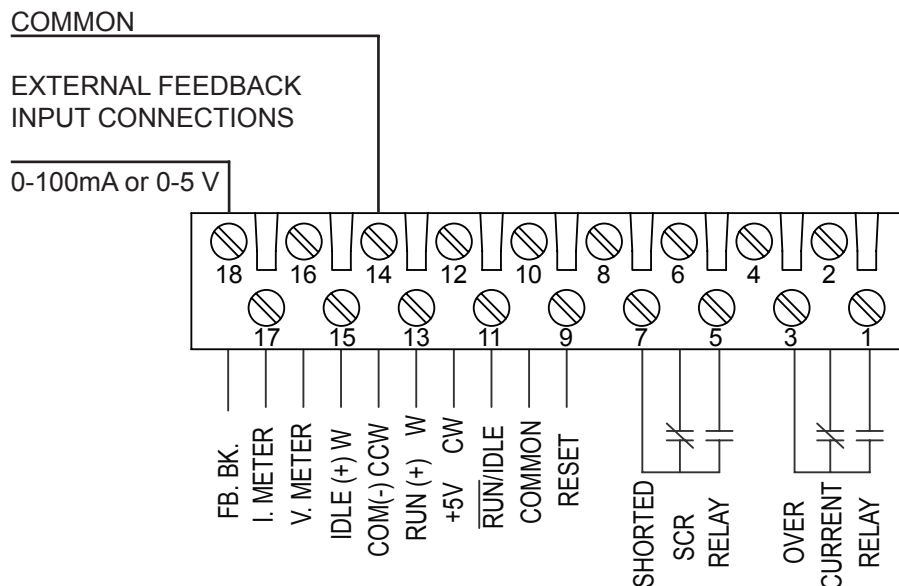 COMMON
EXTERNAL FEEDBACK
INPUT CONNECTIONS
0-100mA or 0-5 V
18 16 14 12 10 8 6 4 2
17 15 13 11 9 7 5 3 1
FB. BK.
I. METER
V. METER
IDLE (+) W
COM(-) CCW
RUN (+) W
+5V CW
RUN/IDLE
COMMON
RESET
SHORTED
SCR
RELAY
OVER
CURRENT
RELAY